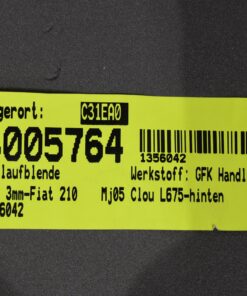 gerort: C31EA0
005764
1356042
laufblende Werkstoff: GFK Handl
3mm-Fiat 210 Mj05 Clou L675-hinten
6042